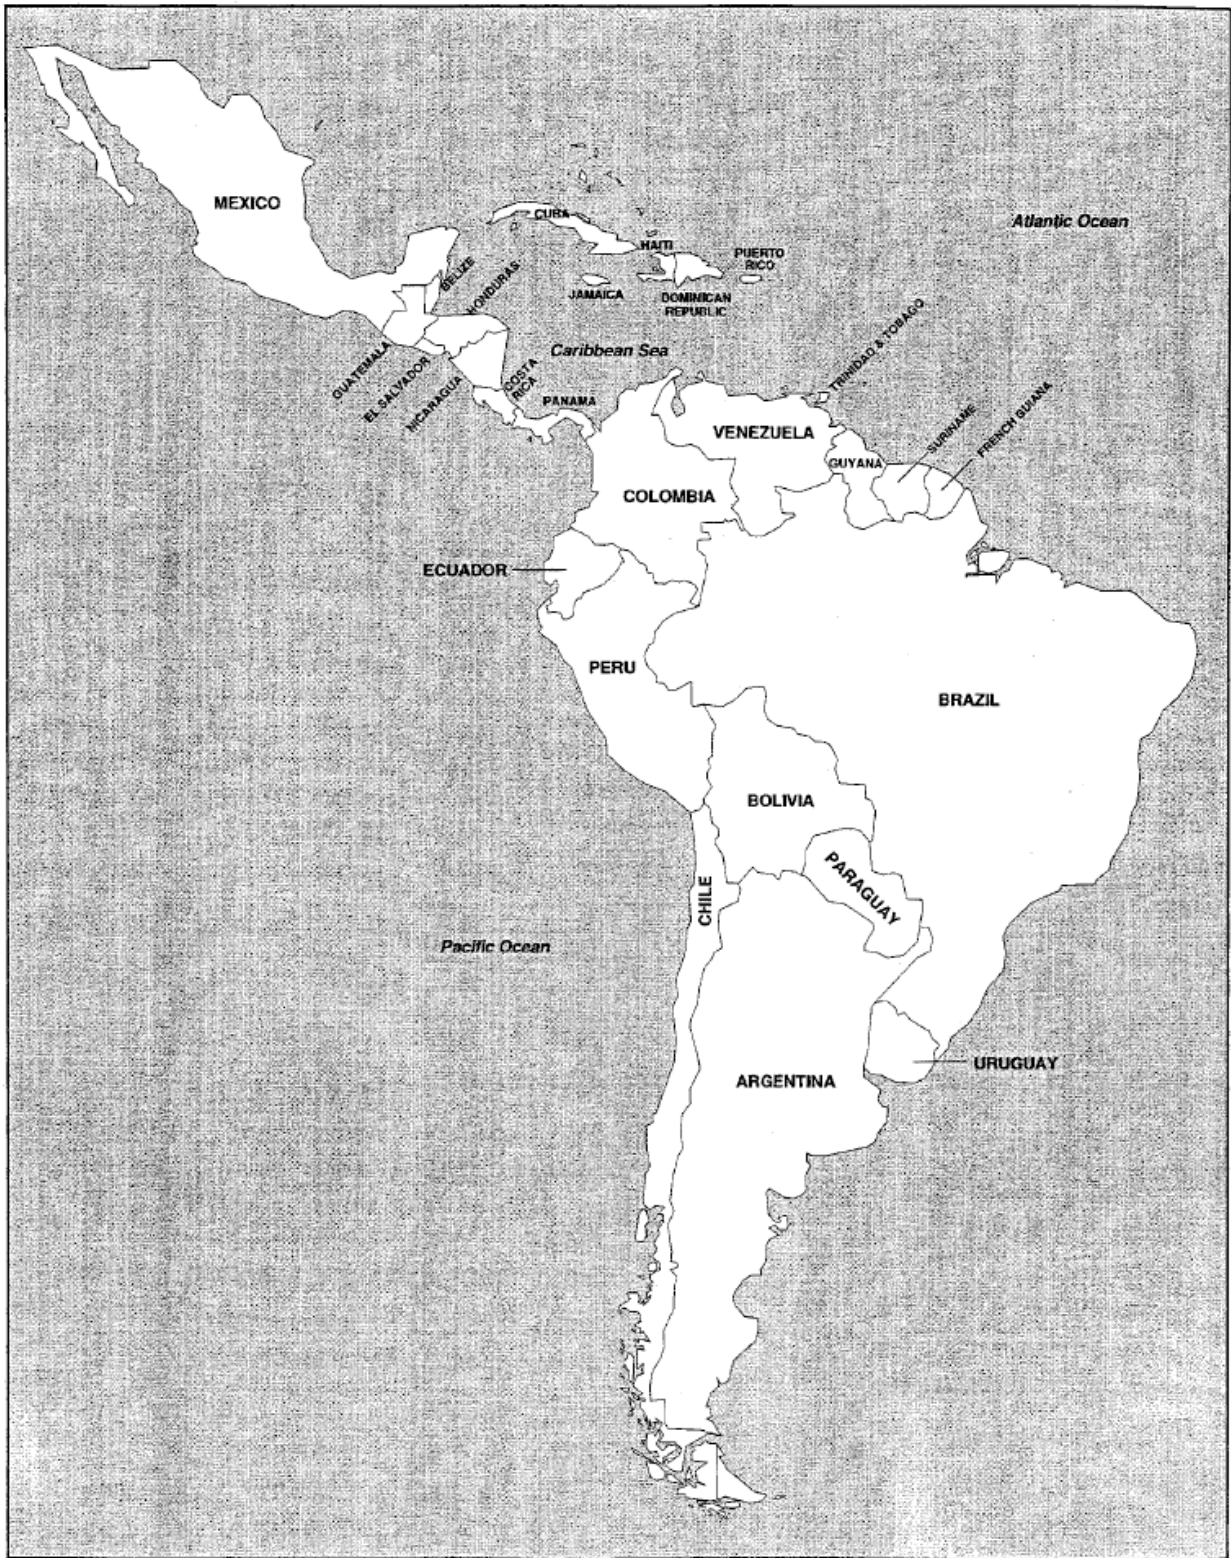 MEXICO
Atlantic Ocean
CUBA
HAITI
PUERTO
RICO
BELIZE
HONDURAS
JAMAICA
DOMINICAN
REPUBLIC
Caribbean Sea
TRINIDAD & TOBAGO
GUATEMALA
EL SALVADOR
NICARAGUA
COSTA
RICA
PANAMA
VENEZUELA
SURINAME
FRENCH GUIANA
GUYANA
COLOMBIA
ECUADOR
PERU
BRAZIL
BOLIVIA
PARAGUAY
CHILE
Pacific Ocean
URUGUAY
ARGENTINA